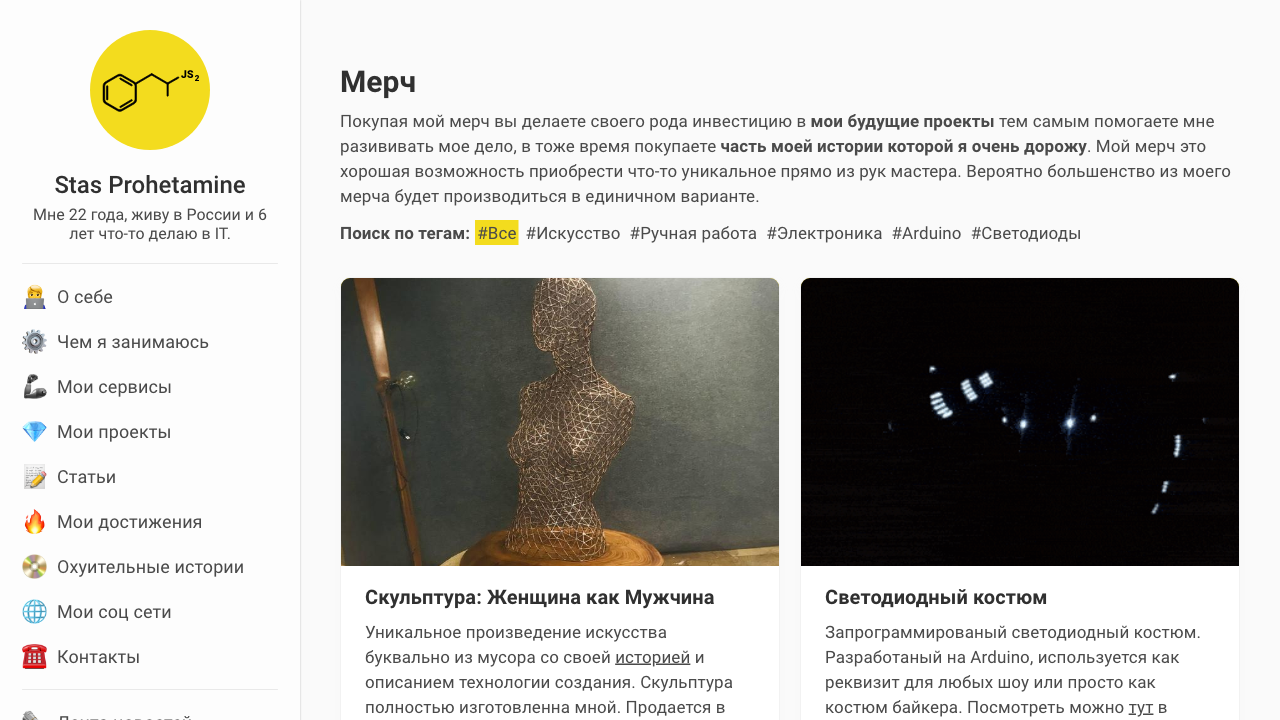 JS2
Stas Prohetamine
Мне 22 года, живу в России и 6
лет что-то делаю в IT.
О себе
Чем я занимаюсь
Мои сервисы
Мои проекты
Статьи
Мои достижения
Охуительные истории
Мои соц сети
Контакты
Лента новостей
Мерч
Покупая мой мерч вы делаете своего рода инвестицию в мои будущие проекты тем самым помогаете мне
развививать мое дело, в тоже время покупаете часть моей истории которой я очень дорожу. Мой мерч это
хорошая возможность приобрести что-то уникальное прямо из рук мастера. Вероятно большенство из моего
мерча будет производиться в единичном варианте.
Поиск по тегам: #Все #Искусство #Ручная работа #Электроника #Arduino #Светодиоды
Скульптура: Женщина как Мужчина
Уникальное произведение искусства
буквально из мусора со своей историей и
описанием технологии создания. Скульптура
полностью изготовленна мной. Продается в
Светодиодный костюм
Запрограммированый светодиодный костюм.
Разработаный на Arduino, используется как
реквизит для любых шоу или просто как
костюм байкера. Посмотреть можно тут в